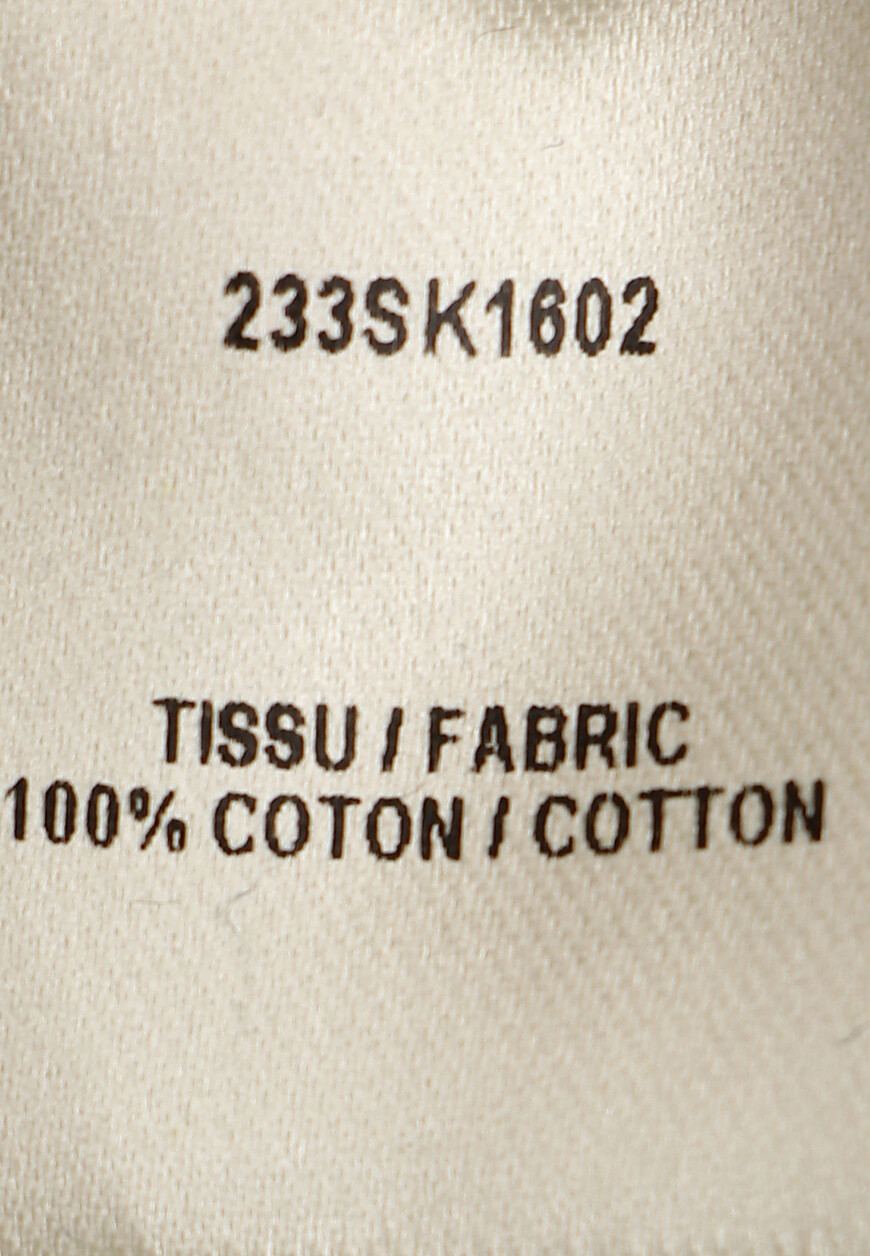 233SK1602
TISSU / FABRIC
100% COTON / COTTON